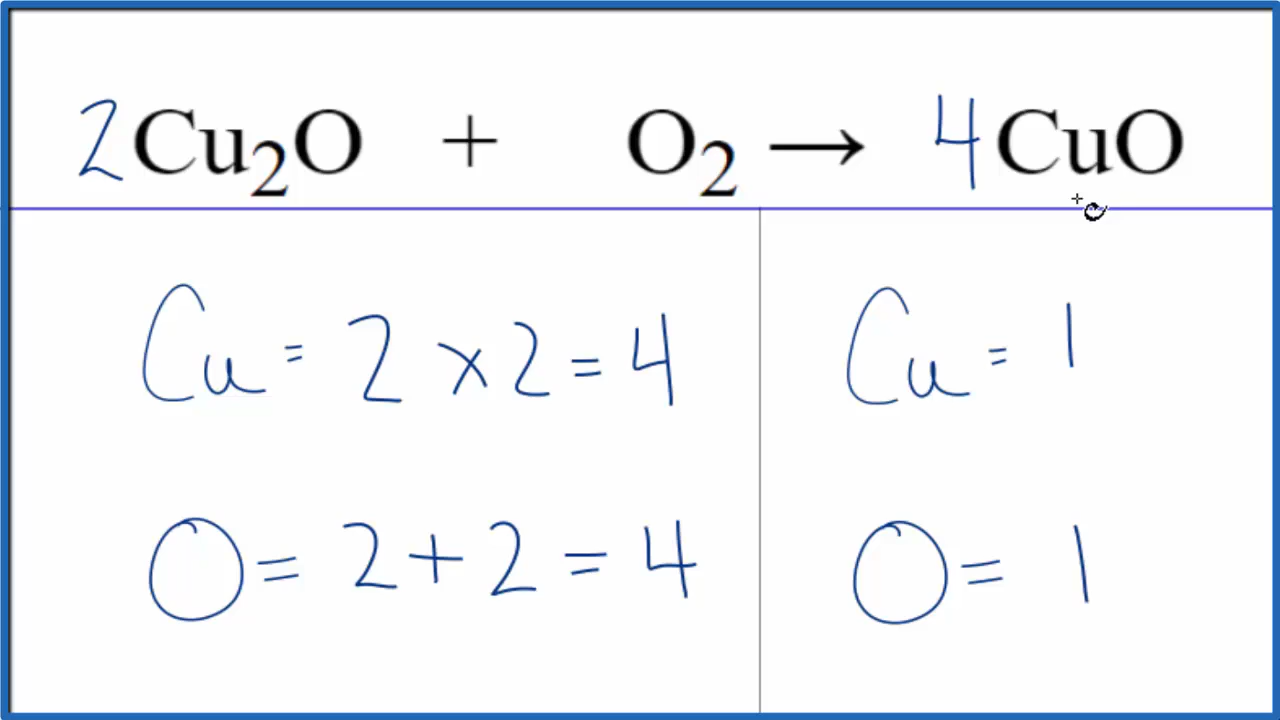 2Cu₂O + O₂ → 4CuO
Cu = 2 x 2 = 4
Cu = 1
O = 2 + 2 = 4
O = 1